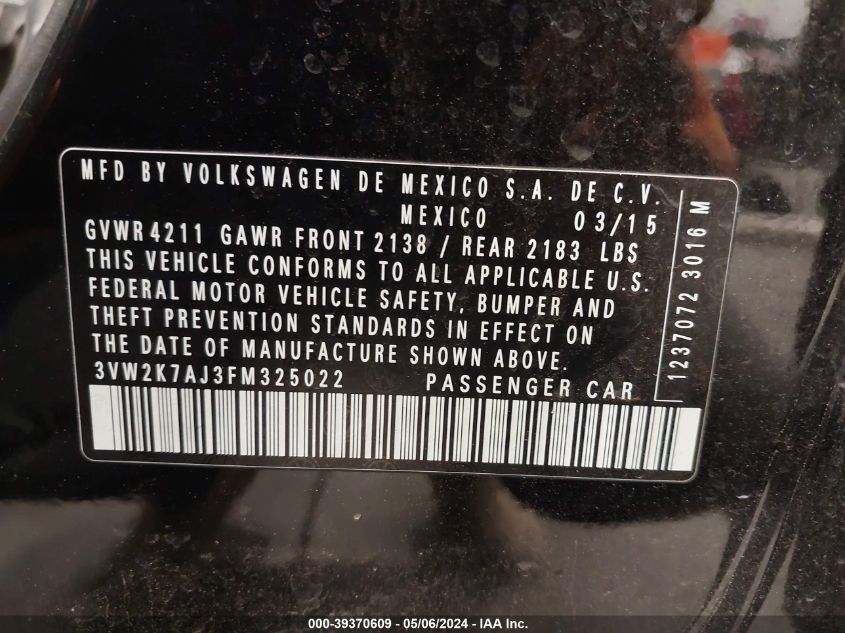 MFD BY VOLKSWAGEN DE MEXICO S.A. DE C.V.
MEXICO 03/15
GVWR 4211 GAWR FRONT 2138 / REAR 2183 LBS
THIS VEHICLE CONFORMS TO ALL APPLICABLE U.S.
FEDERAL MOTOR VEHICLE SAFETY, BUMPER AND
THEFT PREVENTION STANDARDS IN EFFECT ON
THE DATE OF MANUFACTURE SHOWN ABOVE.
3VW2K7AJ3FM325022 PASSENGER CAR
1237072 3016 M
000-39370609 - 05/06/2024 - IAA Inc.